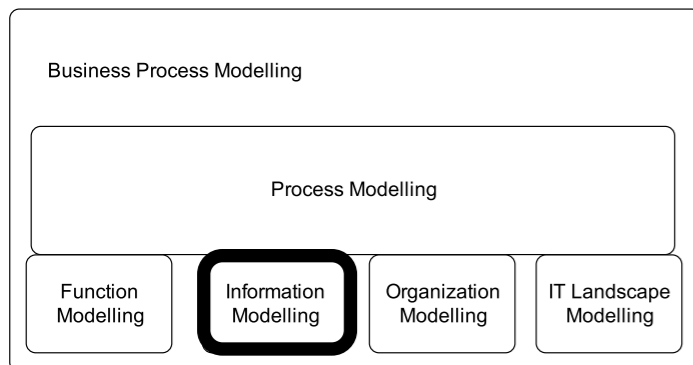 Business Process Modelling
Process Modelling
Function
Modelling
Information
Modelling
Organization
Modelling
IT Landscape
Modelling